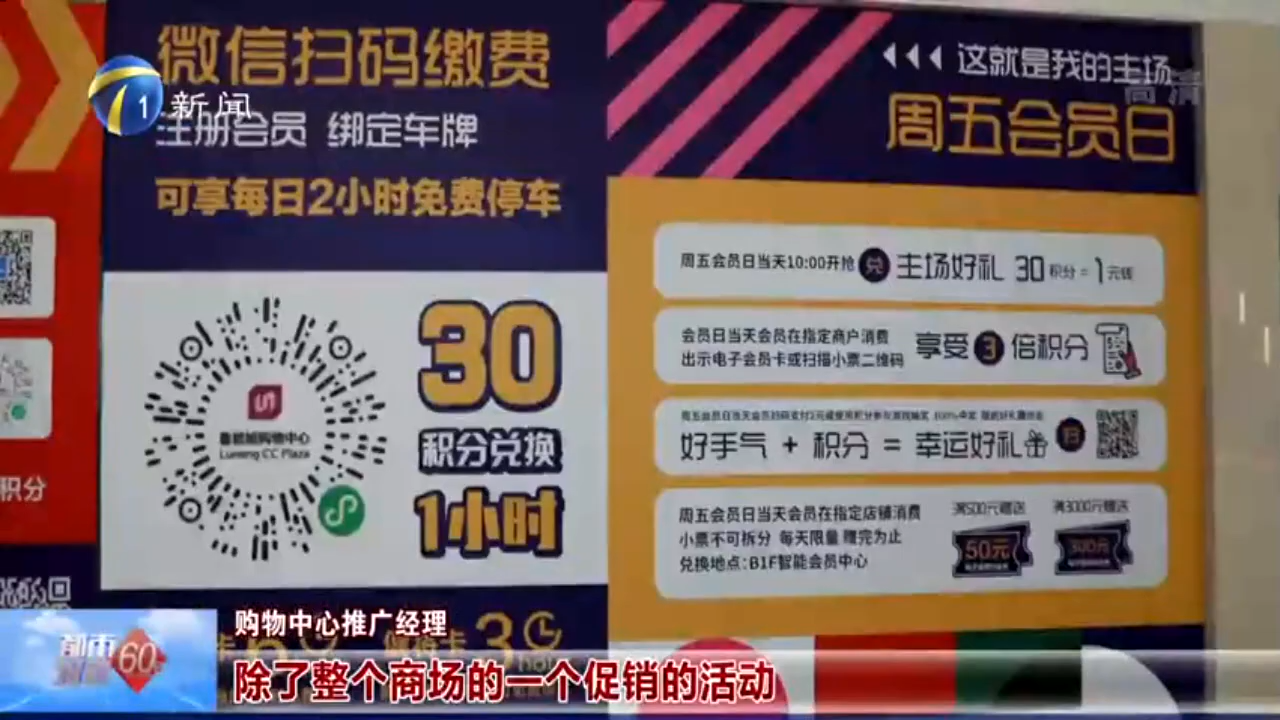 微信扫码缴费
注册会员 绑定车牌
可享每日2小时免费停车
1 新闻
高清
30
积分兑换
1小时
鲁能城购物中心
Luneng CC Plaza
积分
这就是我的主场
周五会员日
周五会员日当天10:00开抢 兑 主场好礼 30 积分 = 1 元钱
会员日当天会员在指定商户消费
出示电子会员卡或扫描小票二维码
享受 3 倍积分
好手气 + 积分 = 幸运好礼
扫
周五会员日当天会员在指定店铺消费
小票不可拆分 每天限量 赠完为止
兑换地点：B1F智能会员中心
满500元赠送
50元
满3000元赠送
300元
卡
3
都市
60
购物中心推广经理
除了整个商场的一个促销的活动